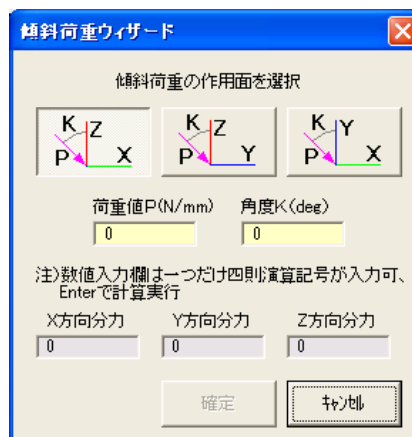 傾斜荷重ウィザード
傾斜荷重の作用面を選択
K Z P X
K Z P Y
K Y P X
荷重値P(N/mm) 角度K(deg)
0 0
注)数値入力欄は一つだけ四則演算記号が入力可、
Enterで計算実行
X方向分力 Y方向分力 Z方向分力
0 0 0
確定 ｷｬﾝｾﾙ